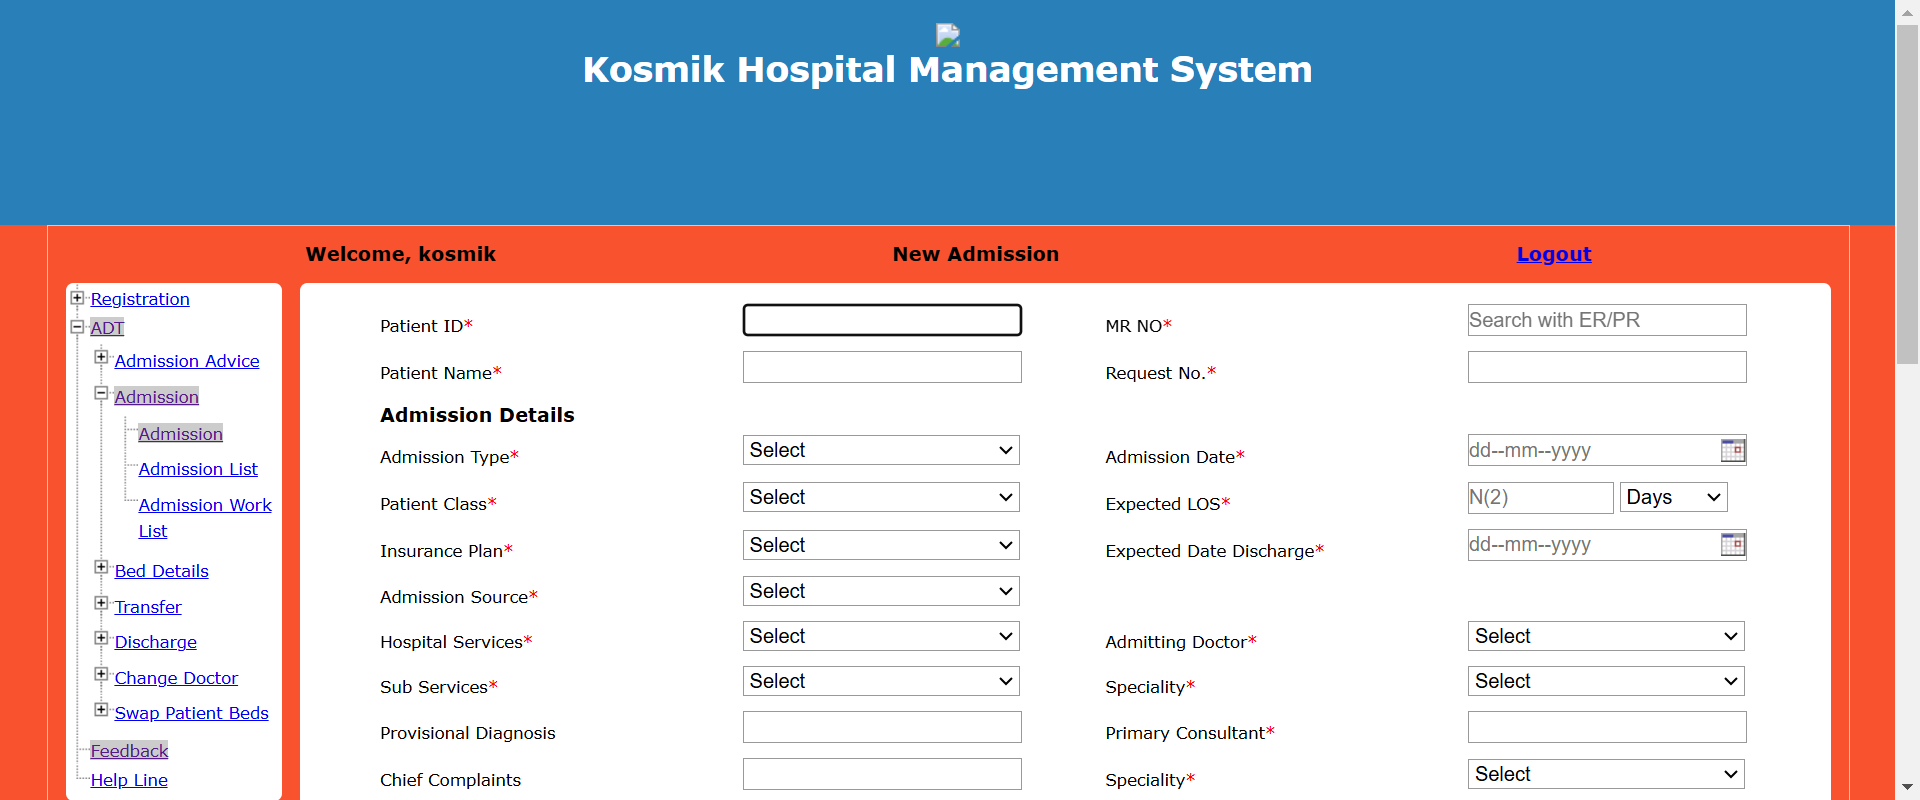 Kosmik Hospital Management System
Welcome, kosmik
New Admission
Logout
Registration
ADT
Admission Advice
Admission
Admission
Admission List
Admission Work
List
Bed Details
Transfer
Discharge
Change Doctor
Swap Patient Beds
Feedback
Help Line
Patient ID*
MR NO* Search with ER/PR
Patient Name*
Request No.*
Admission Details
Admission Type* Select
Admission Date* dd--mm--yyyy
Patient Class* Select
Expected LOS* N(2) Days
Insurance Plan* Select
Expected Date Discharge* dd--mm--yyyy
Admission Source* Select
Hospital Services* Select
Admitting Doctor* Select
Sub Services* Select
Speciality* Select
Provisional Diagnosis
Primary Consultant*
Chief Complaints
Speciality* Select